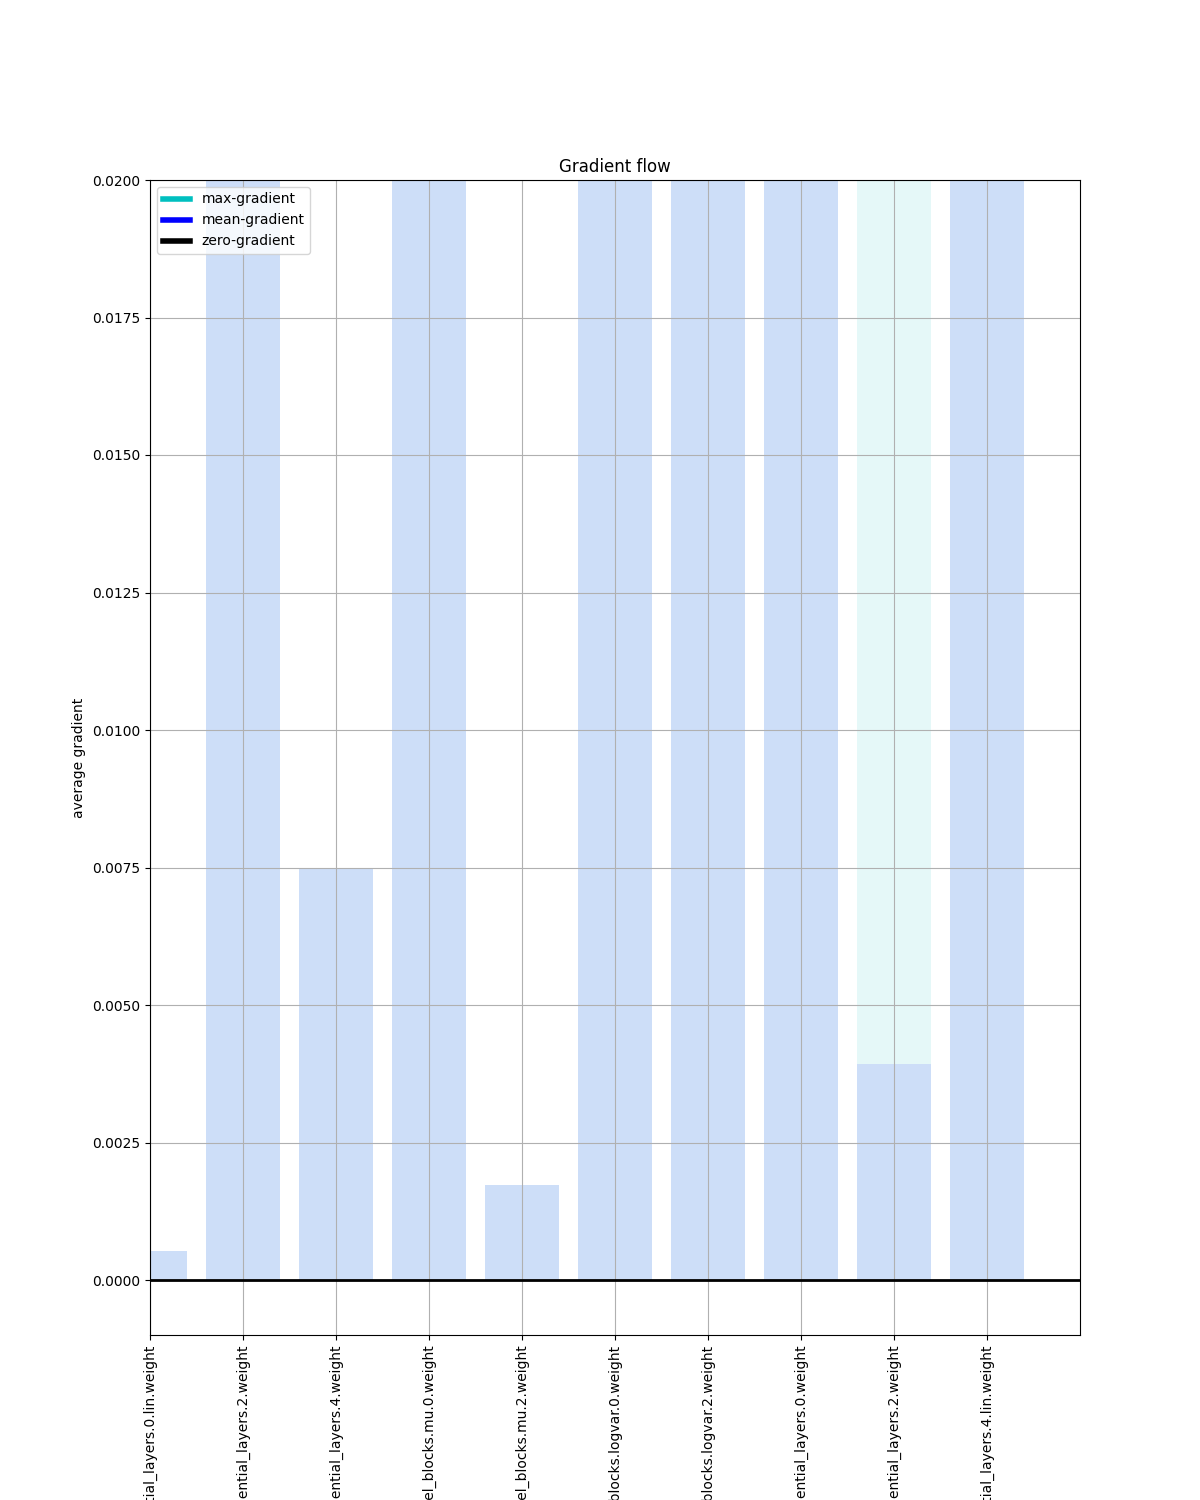 Gradient flow
max-gradient
mean-gradient
zero-gradient
average gradient
0.0200
0.0175
0.0150
0.0125
0.0100
0.0075
0.0050
0.0025
0.0000
tial_layers.0.lin.weight
ential_layers.2.weight
ential_layers.4.weight
el_blocks.mu.0.weight
el_blocks.mu.2.weight
blocks.logvar.0.weight
blocks.logvar.2.weight
ential_layers.0.weight
ential_layers.2.weight
tial_layers.4.lin.weight